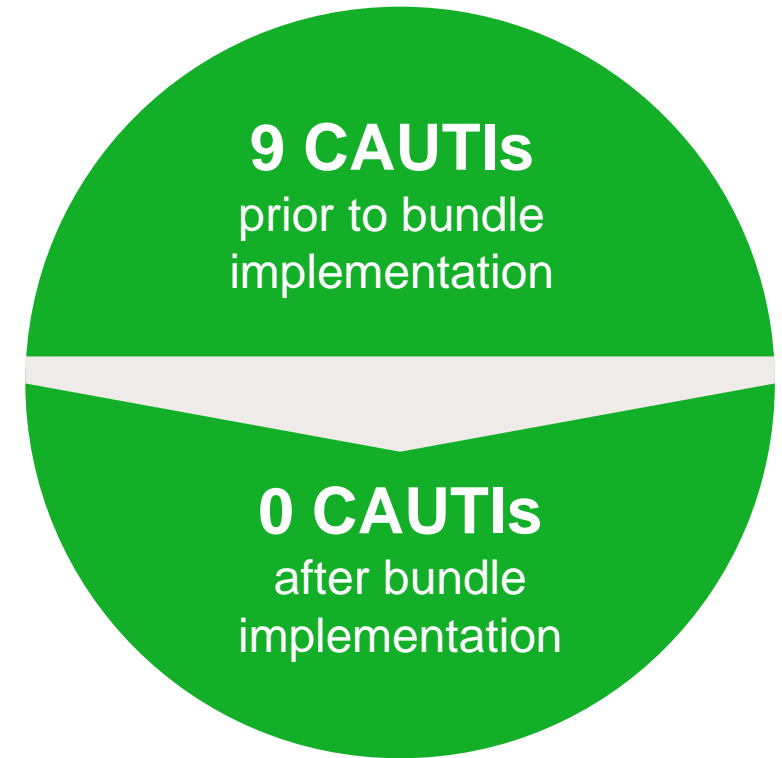 9 CAUTIs
prior to bundle
implementation
0 CAUTIs
after bundle
implementation